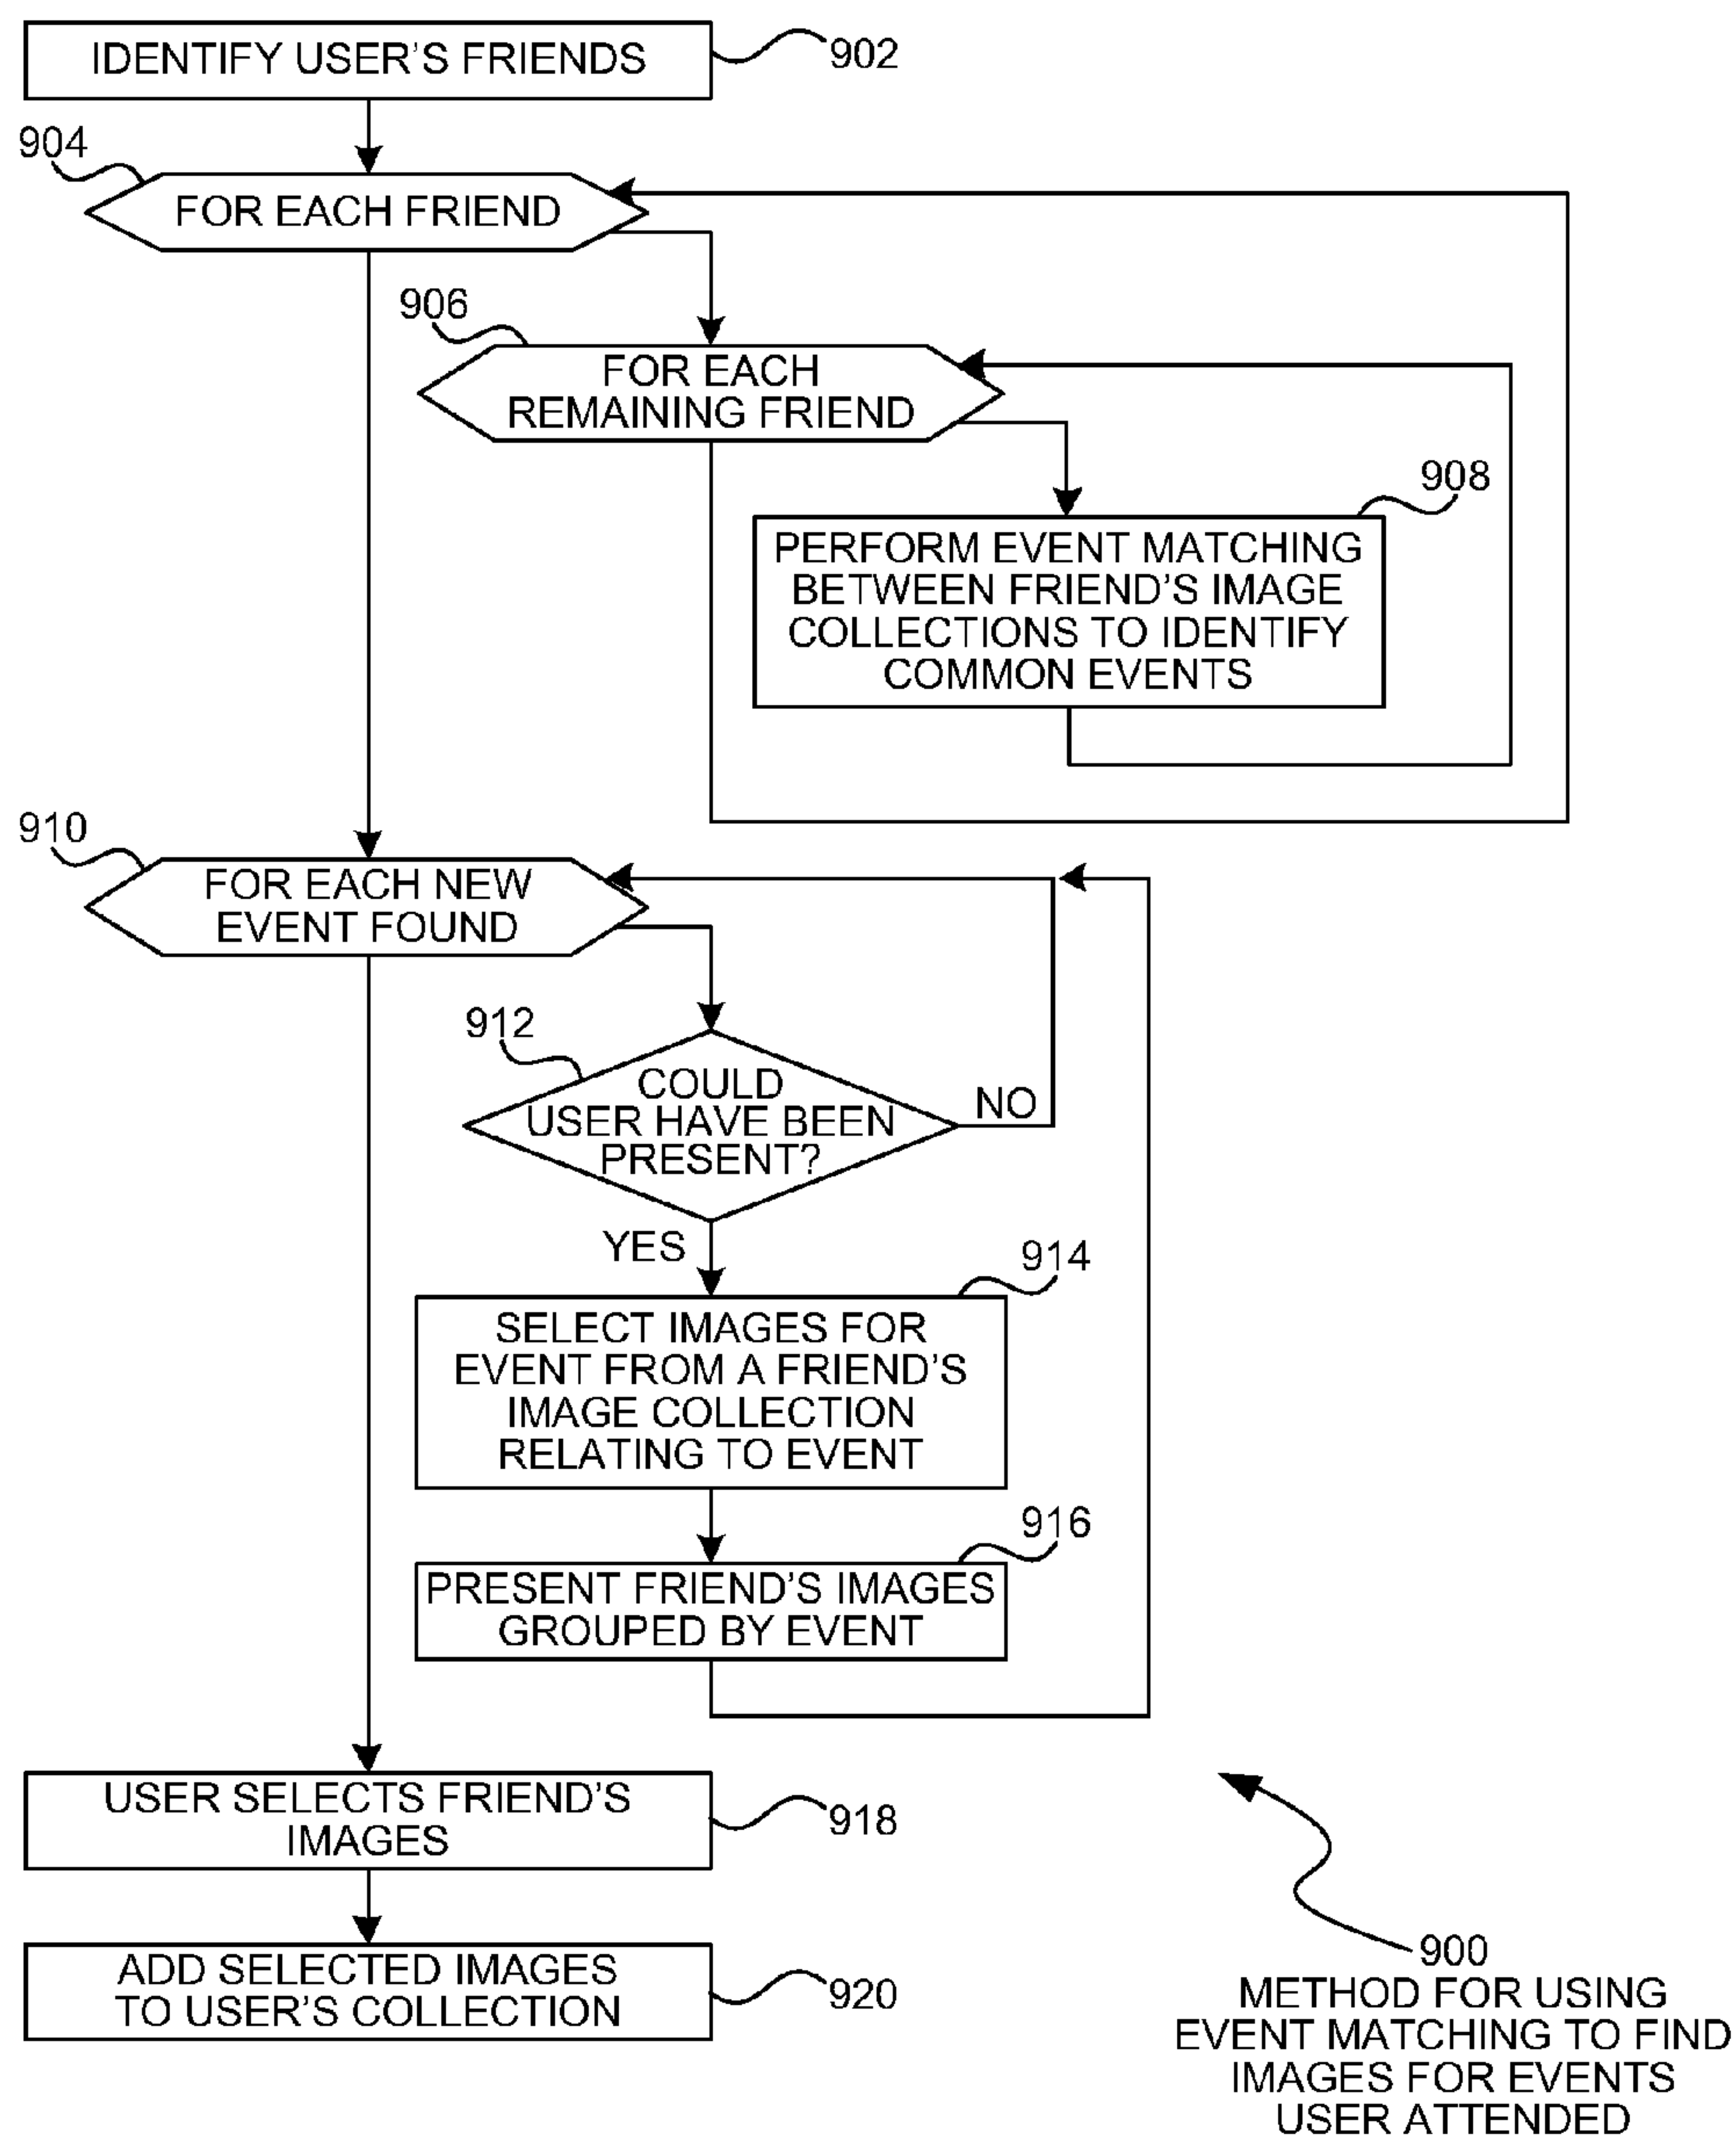 IDENTIFY USER'S FRIENDS
902
904
FOR EACH FRIEND
906
FOR EACH
REMAINING FRIEND
908
PERFORM EVENT MATCHING
BETWEEN FRIEND'S IMAGE
COLLECTIONS TO IDENTIFY
COMMON EVENTS
910
FOR EACH NEW
EVENT FOUND
912
COULD
USER HAVE BEEN
PRESENT?
NO
YES
914
SELECT IMAGES FOR
EVENT FROM A FRIEND'S
IMAGE COLLECTION
RELATING TO EVENT
916
PRESENT FRIEND'S IMAGES
GROUPED BY EVENT
USER SELECTS FRIEND'S
IMAGES
918
ADD SELECTED IMAGES
TO USER'S COLLECTION
920
900
METHOD FOR USING
EVENT MATCHING TO FIND
IMAGES FOR EVENTS
USER ATTENDED